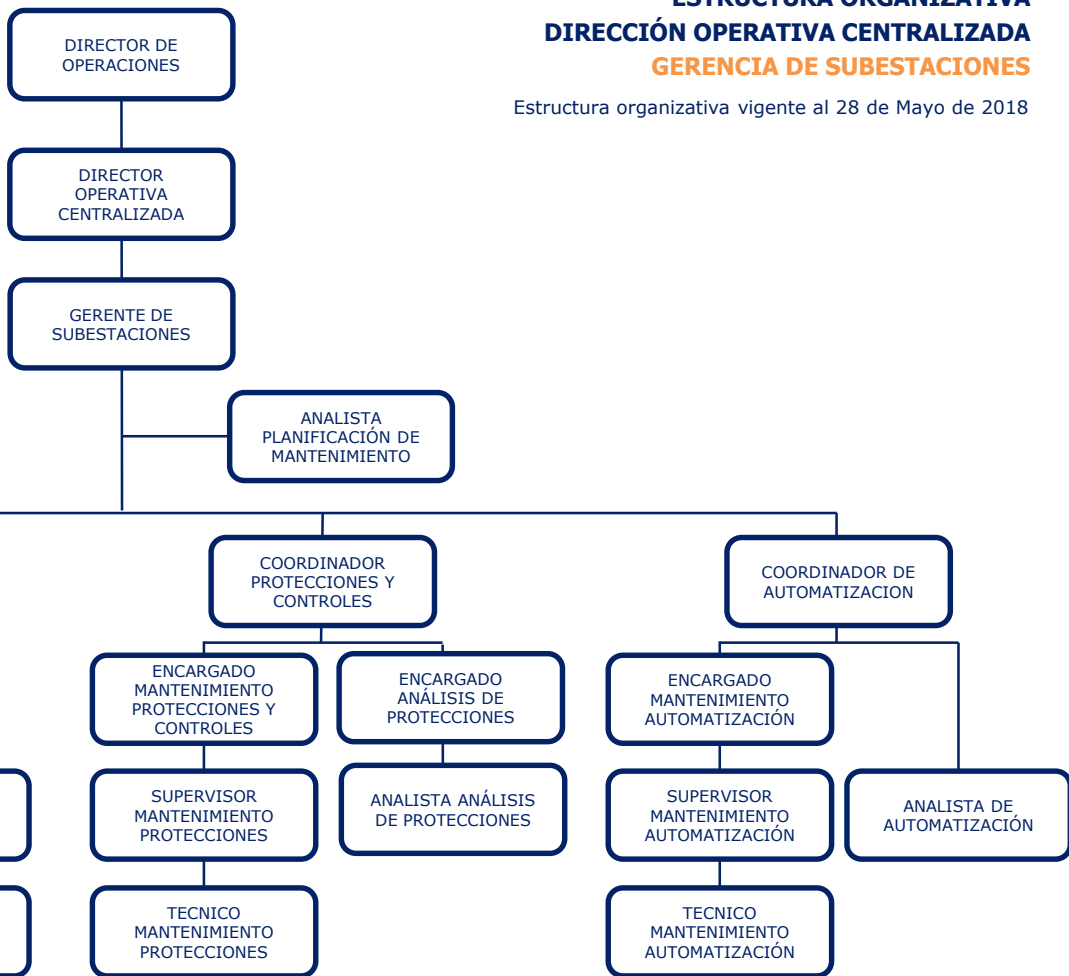 ESTRUCTURA ORGANIZATIVA
DIRECCIÓN OPERATIVA CENTRALIZADA
GERENCIA DE SUBESTACIONES
Estructura organizativa vigente al 28 de Mayo de 2018
DIRECTOR DE
OPERACIONES
DIRECTOR
OPERATIVA
CENTRALIZADA
GERENTE DE
SUBESTACIONES
ANALISTA
PLANIFICACIÓN DE
MANTENIMIENTO
COORDINADOR
PROTECCIONES Y
CONTROLES
COORDINADOR DE
AUTOMATIZACION
ENCARGADO
MANTENIMIENTO
PROTECCIONES Y
CONTROLES
ENCARGADO
ANÁLISIS DE
PROTECCIONES
ENCARGADO
MANTENIMIENTO
AUTOMATIZACIÓN
SUPERVISOR
MANTENIMIENTO
PROTECCIONES
ANALISTA ANÁLISIS
DE PROTECCIONES
SUPERVISOR
MANTENIMIENTO
AUTOMATIZACIÓN
ANALISTA DE
AUTOMATIZACIÓN
TECNICO
MANTENIMIENTO
PROTECCIONES
TECNICO
MANTENIMIENTO
AUTOMATIZACIÓN